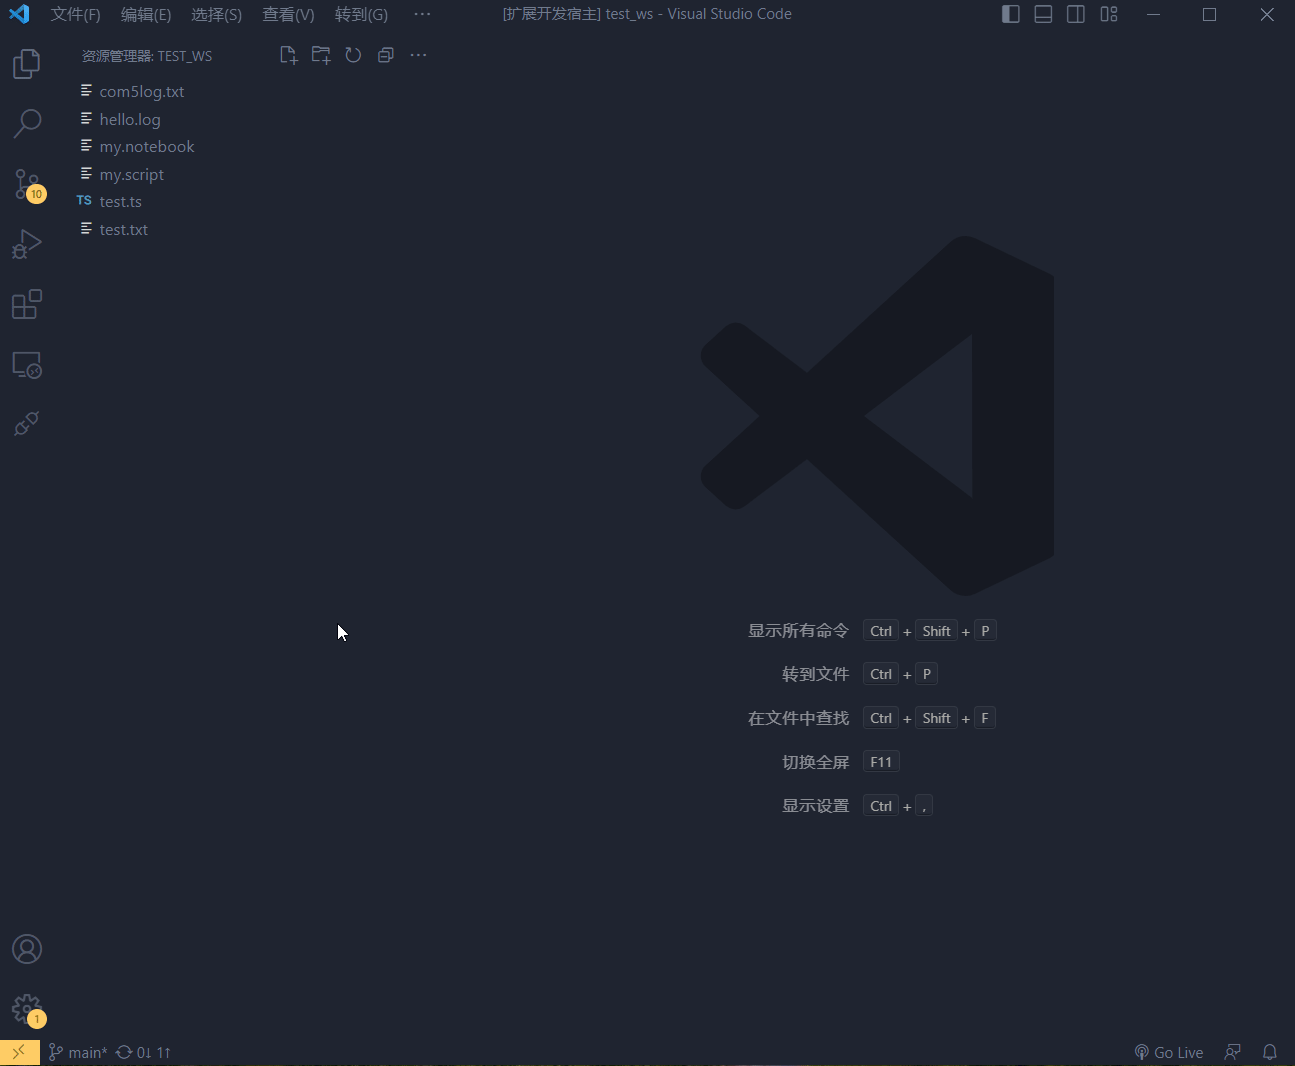 文件(F) 编辑(E) 选择(S) 查看(V) 转到(G) ··· [扩展开发宿主] test_ws - Visual Studio Code
资源管理器: TEST_WS ···
com5log.txt
hello.log
my.notebook
my.script
TS test.ts
test.txt
10
显示所有命令 Ctrl + Shift + P
转到文件 Ctrl + P
在文件中查找 Ctrl + Shift + F
切换全屏 F11
显示设置 Ctrl + ,
1
main* 0↓ 1↑ Go Live